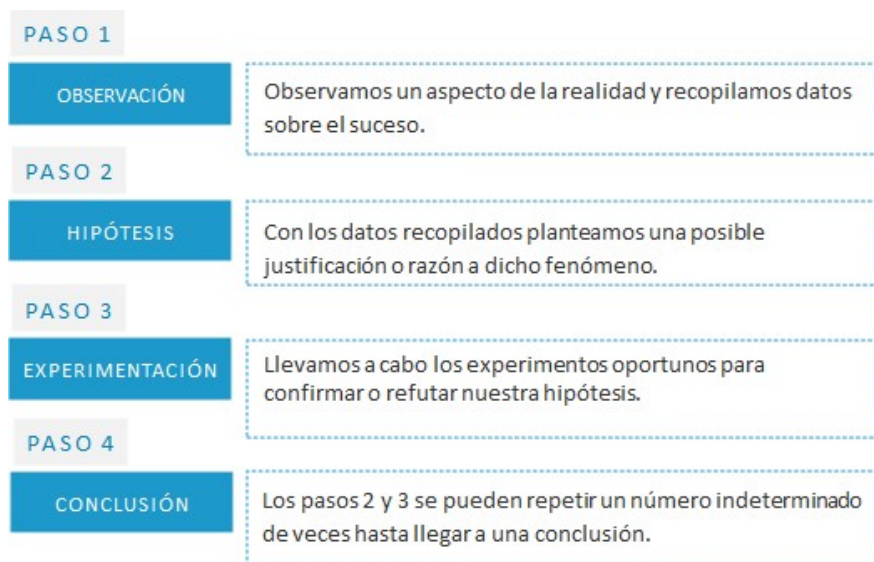 PASO 1
OBSERVACIÓN
Observamos un aspecto de la realidad y recopilamos datos
sobre el suceso.
PASO 2
HIPÓTESIS
Con los datos recopilados planteamos una posible
justificación o razón a dicho fenómeno.
PASO 3
EXPERIMENTACIÓN
Llevamos a cabo los experimentos oportunos para
confirmar o refutar nuestra hipótesis.
PASO 4
CONCLUSIÓN
Los pasos 2 y 3 se pueden repetir un número indeterminado
de veces hasta llegar a una conclusión.